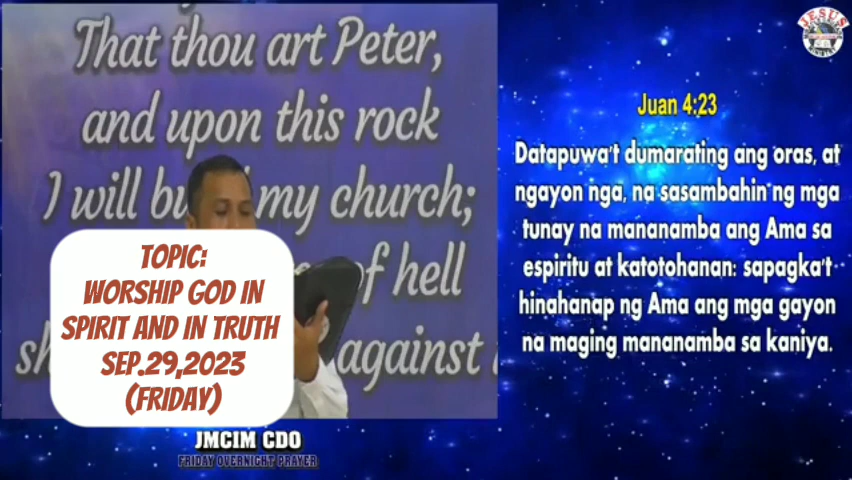 That thou art Peter,
and upon this rock
I will my church;
of hell
against
TOPIC:
WORSHIP GOD IN
SPIRIT AND IN TRUTH
SEP.29,2023
(FRIDAY)
JMCIM CDO
FRIDAY OVERNIGHT PRAYER
JESUS
Juan 4:23
Datapuwa't dumarating ang oras, at
ngayon nga, na sasambahin ng mga
tunay na mananamba ang Ama sa
espiritu at katotohanan: sapagka't
hinahanap ng Ama ang mga gayon
na maging mananamba sa kaniya.